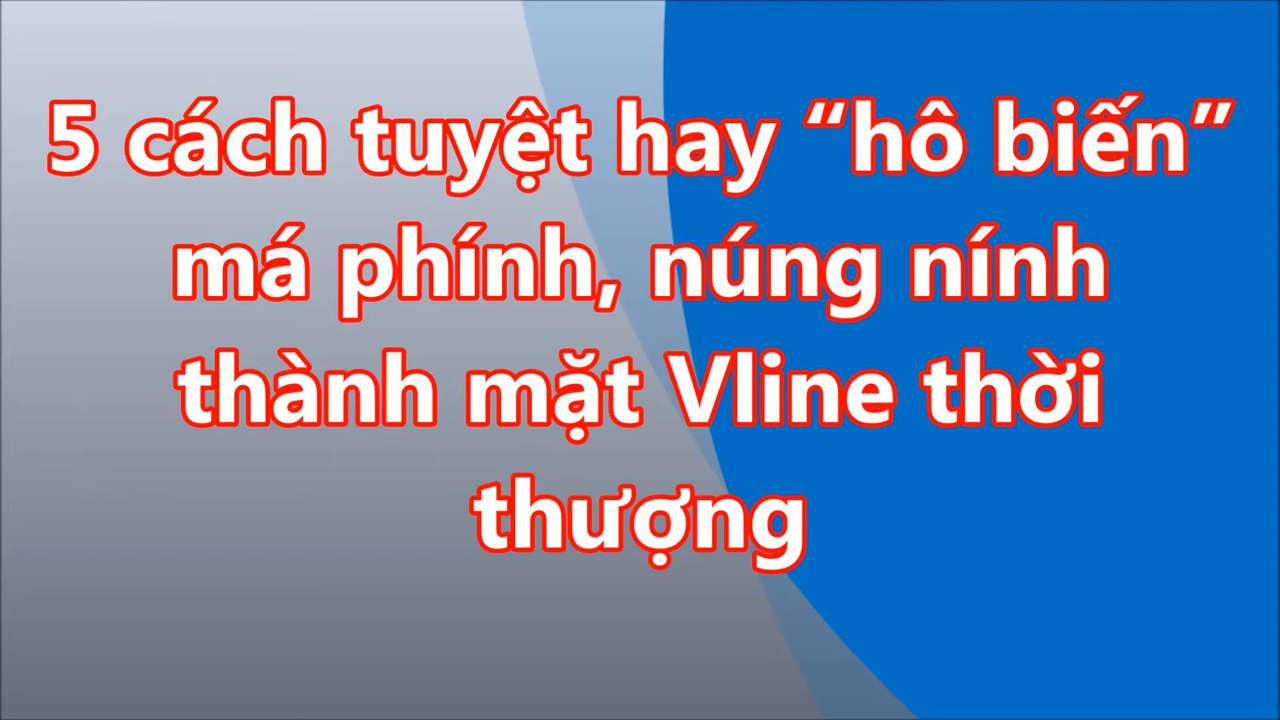 5 cách tuyệt hay “hô biến”
má phính, núng nính
thành mặt Vline thời
thượng